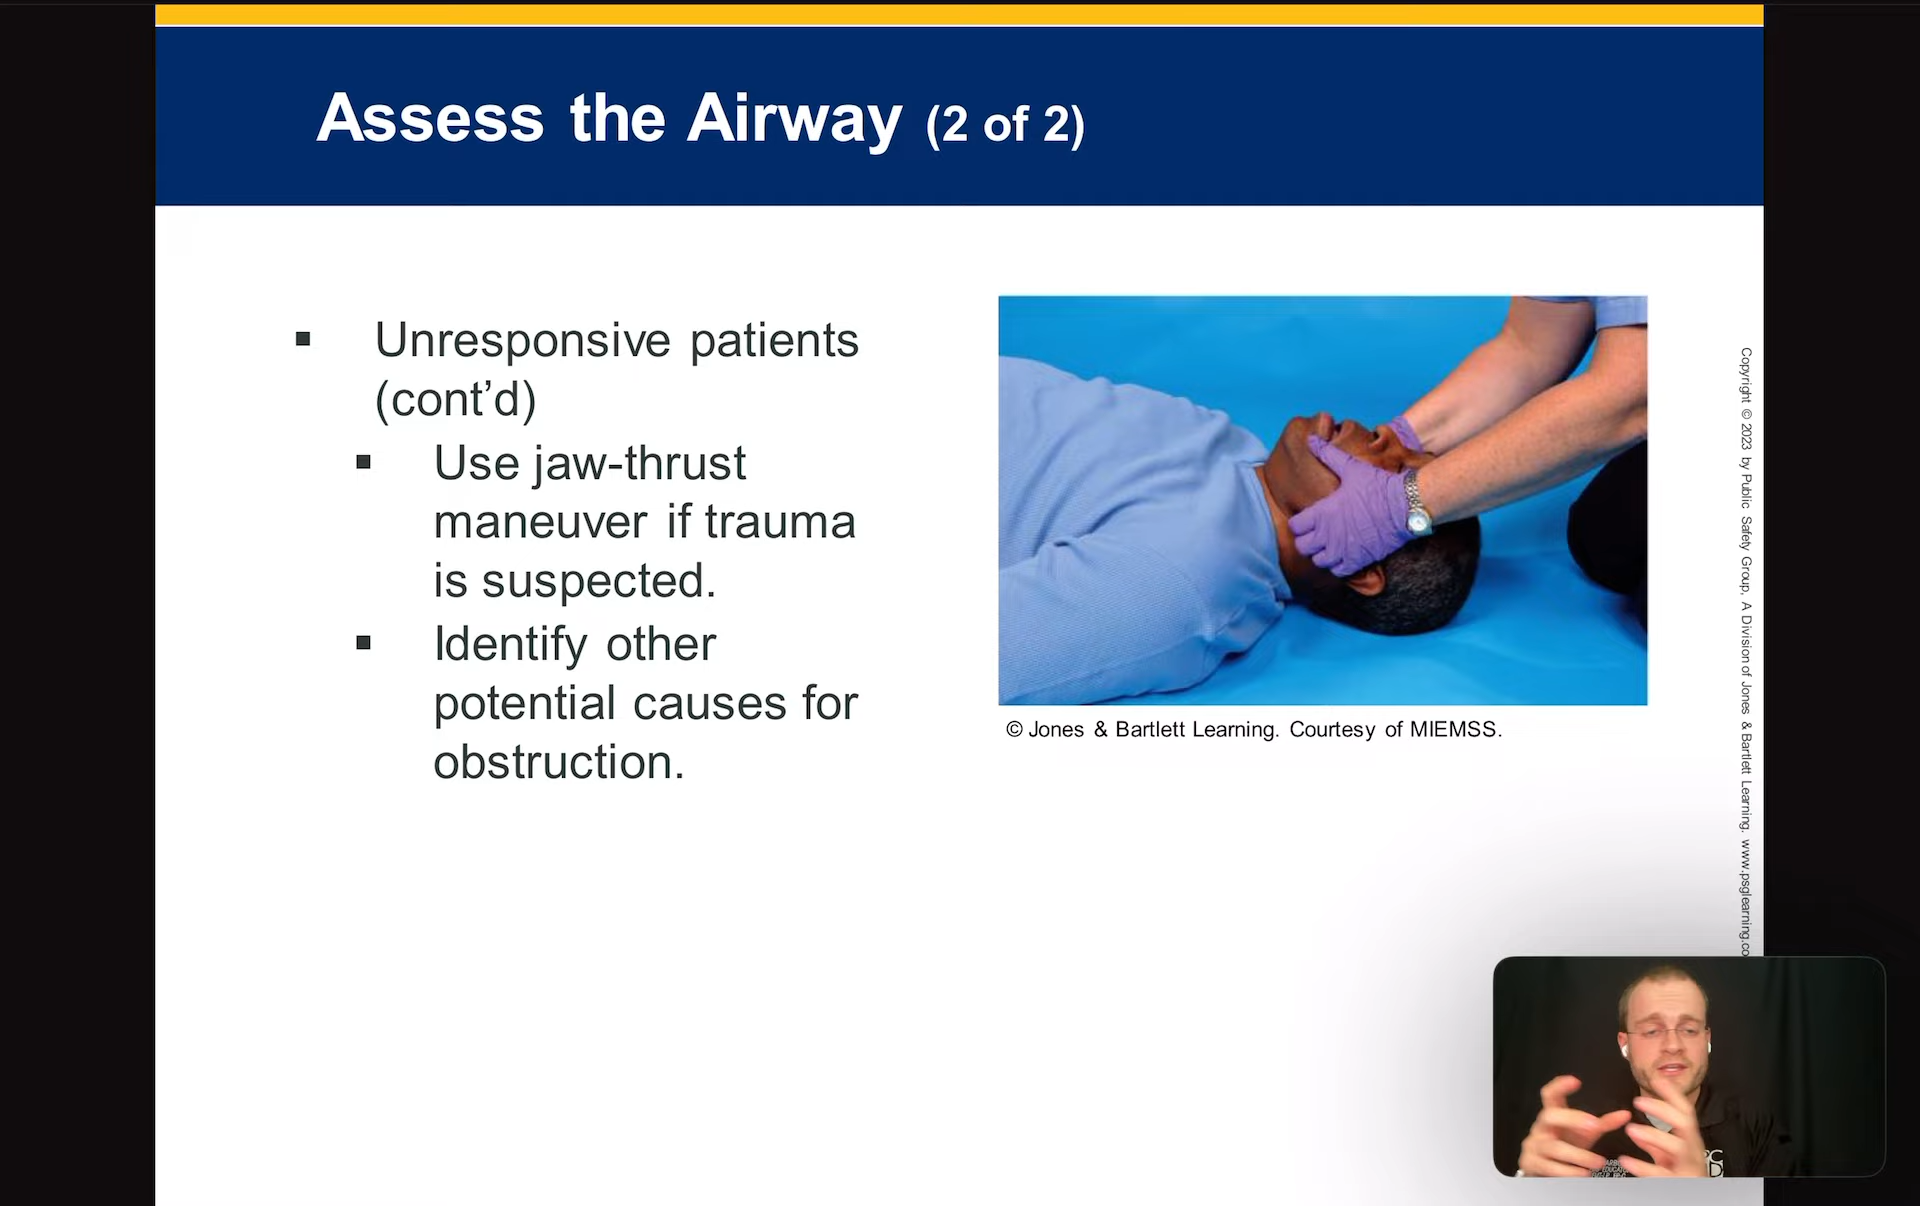 Assess the Airway (2 of 2)
Unresponsive patients
(cont’d)
Use jaw-thrust
maneuver if trauma
is suspected.
Identify other
potential causes for
obstruction.
© Jones & Bartlett Learning. Courtesy of MIEMSS.
Copyright © 2023 by Public Safety Group, A Division of Jones & Bartlett Learning. www.psglearning.co